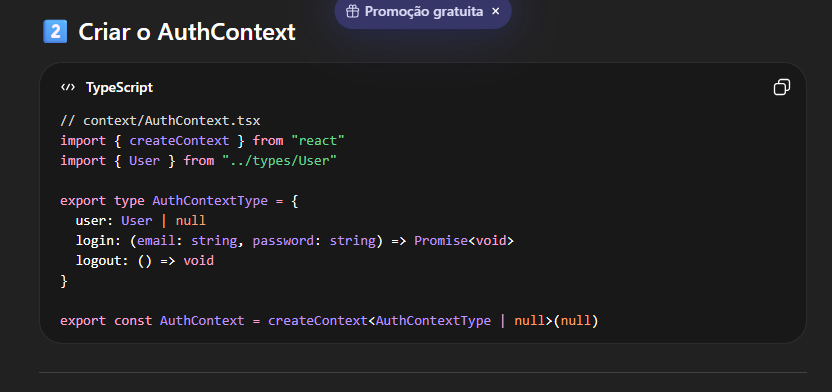 Promoção gratuita ×
2 Criar o AuthContext
</> TypeScript
// context/AuthContext.tsx
import { createContext } from "react"
import { User } from "../types/User"

export type AuthContextType = {
  user: User | null
  login: (email: string, password: string) => Promise<void>
  logout: () => void
}

export const AuthContext = createContext<AuthContextType | null>(null)